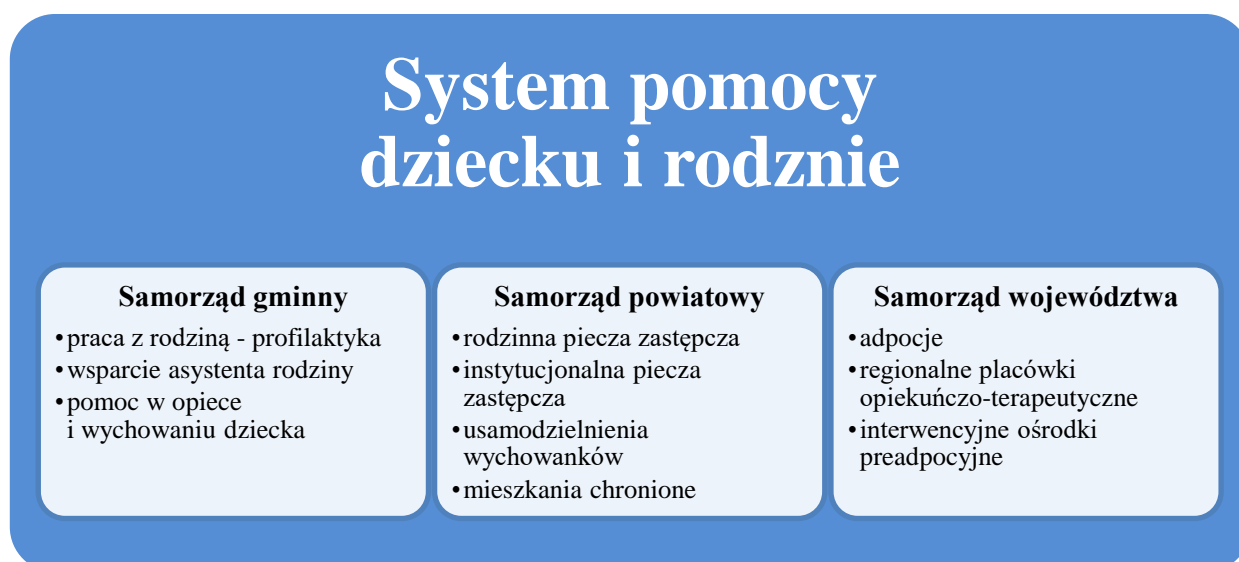 System pomocy
dziecku i rodznie
Samorząd gminny
•praca z rodziną - profilaktyka
•wsparcie asystenta rodziny
•pomoc w opiece
i wychowaniu dziecka
Samorząd powiatowy
•rodzinna piecza zastępcza
•instytucjonalna piecza
zastępcza
•usamodzielnienia
wychowanków
•mieszkania chronione
Samorząd województwa
•adpocje
•regionalne placówki
opiekuńczo-terapeutyczne
•interwencyjne ośrodki
preadpocyjne